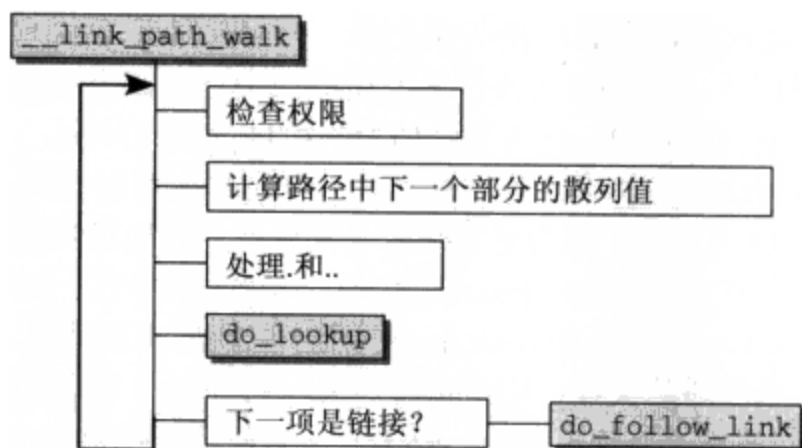 __link_path_walk
检查权限
计算路径中下一个部分的散列值
处理.和..
do_lookup
下一项是链接?
do_follow_link